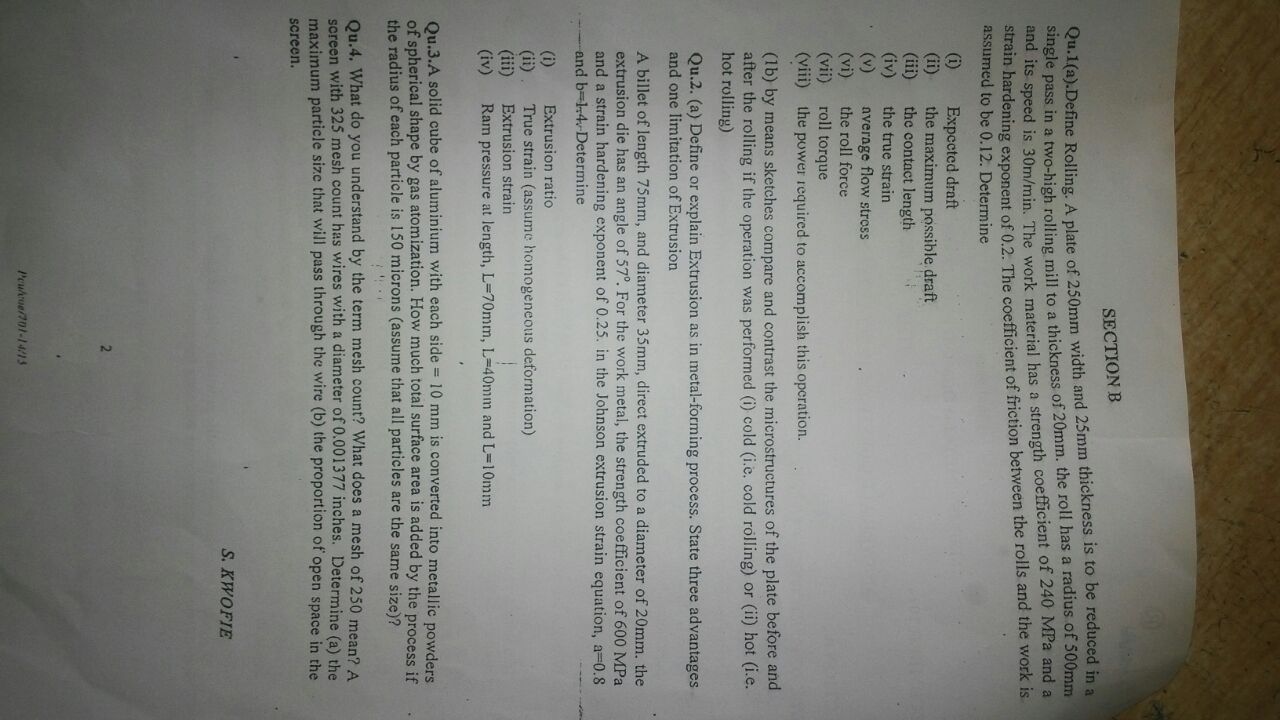 SECTION B
Qu.1(a).Define Rolling. A plate of 250mm width and 25mm thickness is to be reduced in a
single pass in a two-high rolling mill to a thickness of 20mm. the roll has a radius of 500mm
and its speed is 30m/min. The work material has a strength coefficient of 240 MPa and a
strain hardening exponent of 0.2. The coefficient of friction between the rolls and the work is
assumed to be 0.12. Determine
(i) Expected draft
(ii) the maximum possible draft
(iii) the contact length
(iv) the true strain
(v) average flow stress
(vi) the roll force
(vii) roll torque
(viii) the power required to accomplish this operation.
(1b) by means sketches compare and contrast the microstructures of the plate before and
after the rolling if the operation was performed (i) cold (i.e. cold rolling) or (ii) hot (i.e.
hot rolling)
Qu.2. (a) Define or explain Extrusion as in metal-forming process. State three advantages
and one limitation of Extrusion
A billet of length 75mm, and diameter 35mm, direct extruded to a diameter of 20mm. the
extrusion die has an angle of 57°. For the work metal, the strength coefficient of 600 MPa
and a strain hardening exponent of 0.25. in the Johnson extrusion strain equation, a=0.8
and b=1.4. Determine
(i) Extrusion ratio
(ii) True strain (assume homogeneous deformation)
(iii) Extrusion strain
(iv) Ram pressure at length, L=70mm, L=40mm and L=10mm
Qu.3.A solid cube of aluminium with each side = 10 mm is converted into metallic powders
of spherical shape by gas atomization. How much total surface area is added by the process if
the radius of each particle is 150 microns (assume that all particles are the same size)?
Qu.4. What do you understand by the term mesh count? What does a mesh of 250 mean? A
screen with 325 mesh count has wires with a diameter of 0.001377 inches. Determine (a) the
maximum particle size that will pass through the wire (b) the proportion of open space in the
screen.
S. KWOFIE
2